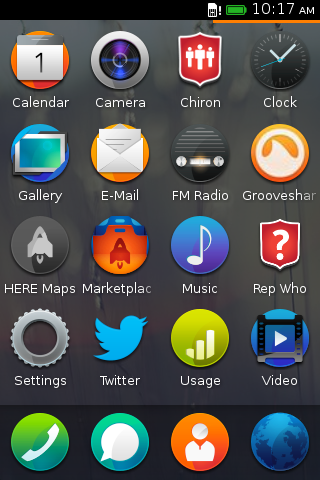 10:17 AM
1
Calendar Camera Chiron Clock
Gallery E-Mail FM Radio Grooveshar
HERE Maps Marketplac Music Rep Who
?
Settings Twitter Usage Video